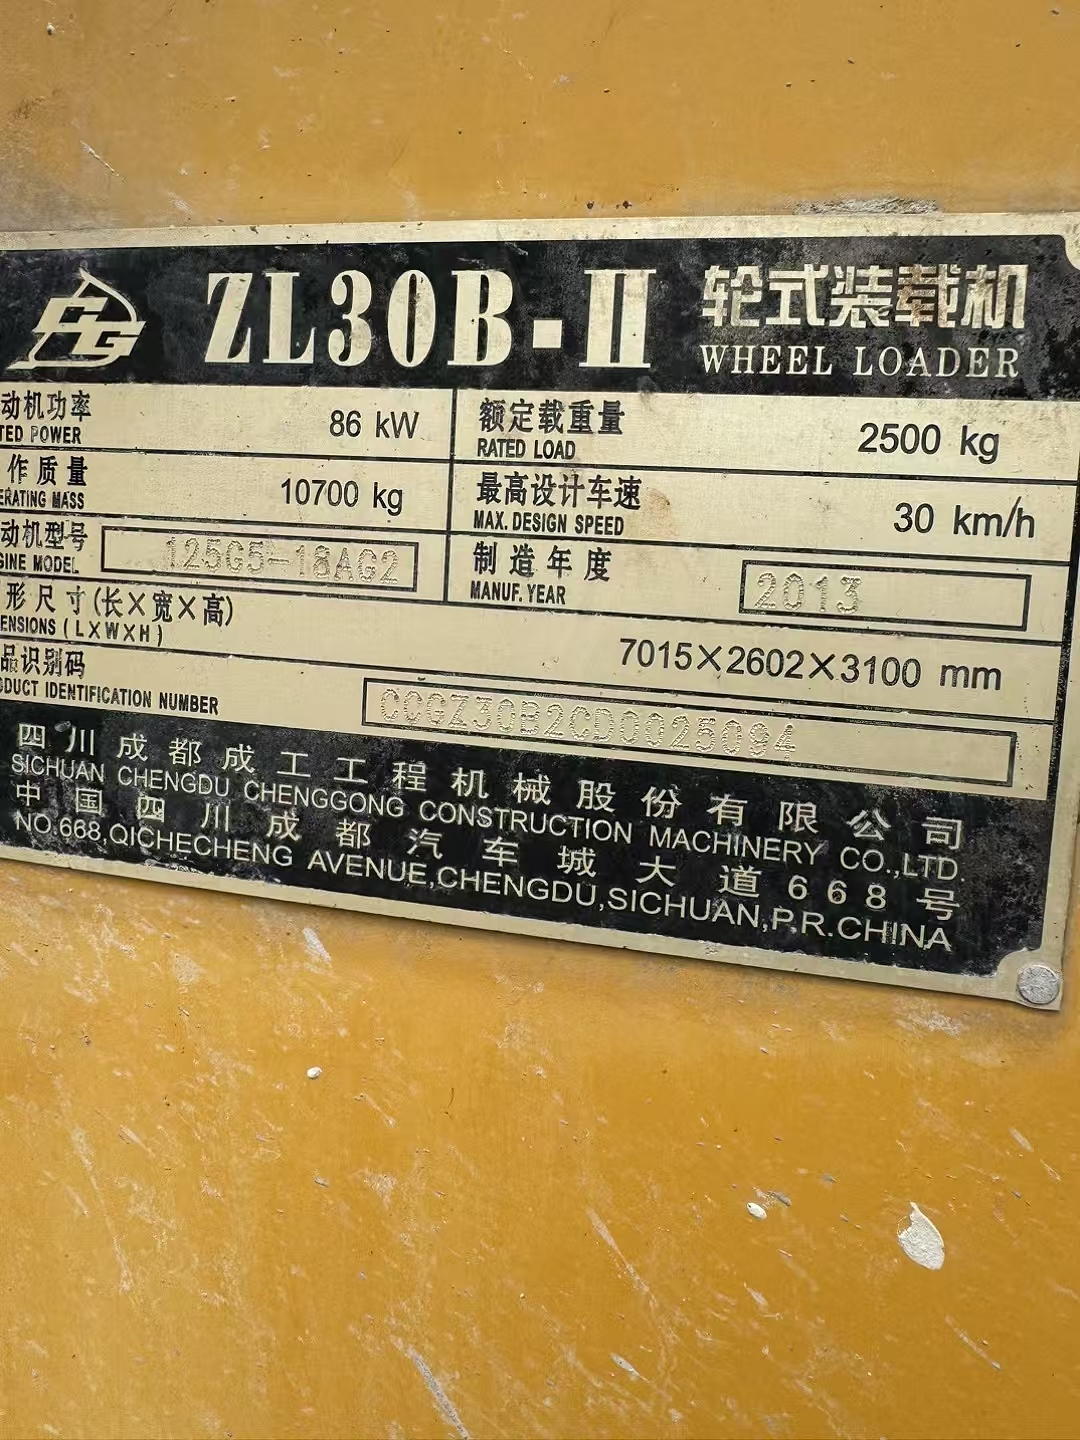 CG ZL30B-II 轮式装载机
WHEEL LOADER
动机功率 86 kW 额定载重量 2500 kg
TED POWER RATED LOAD
作质量 10700 kg 最高设计车速 30 km/h
ERATING MASS MAX. DESIGN SPEED
动机型号 125G5-18AG2 制造年度 2013
GINE MODEL MANUF. YEAR
形尺寸(长×宽×高) 7015×2602×3100 mm
ENSIONS (L×W×H)
品识别码
ODUCT IDENTIFICATION NUMBER CCGZ30B2CD0025094
四川成都成工工程机械股份有限公司
SICHUAN CHENGDU CHENGGONG CONSTRUCTION MACHINERY CO.,LTD.
中国四川成都汽车城大道668号
NO.668,QICHECHENG AVENUE,CHENGDU,SICHUAN,P.R.CHINA